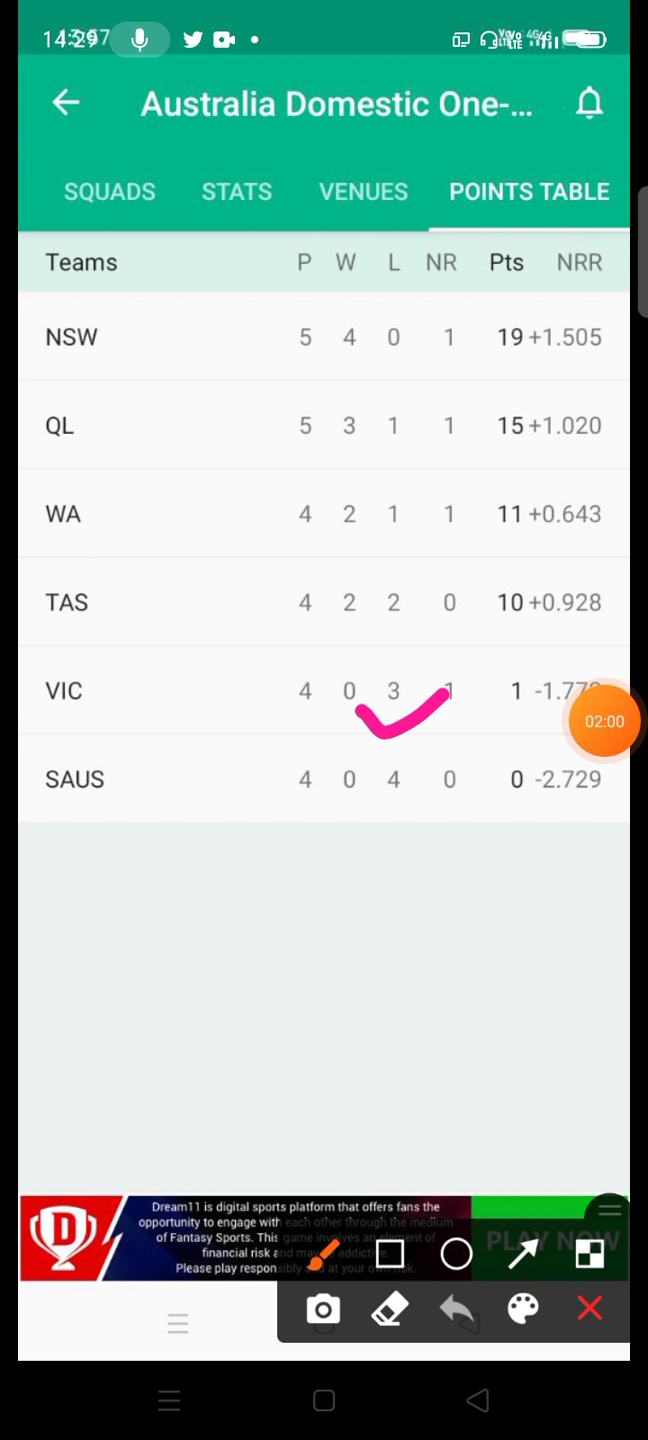 14:29
Australia Domestic One-...
SQUADS STATS VENUES POINTS TABLE
Teams P W L NR Pts NRR
NSW 5 4 0 1 19 +1.505
QL 5 3 1 1 15 +1.020
WA 4 2 1 1 11 +0.643
TAS 4 2 2 0 10 +0.928
VIC 4 0 3 1 1
02:00
SAUS 4 0 4 0 0 -2.729
Dream11 is digital sports platform that offers fans the
opportunity to engage with each other through the medium
of Fantasy Sports. This game involves an element of
financial risk and may be addictive.
Please play responsibly and at your own risk.
PLAY NOW